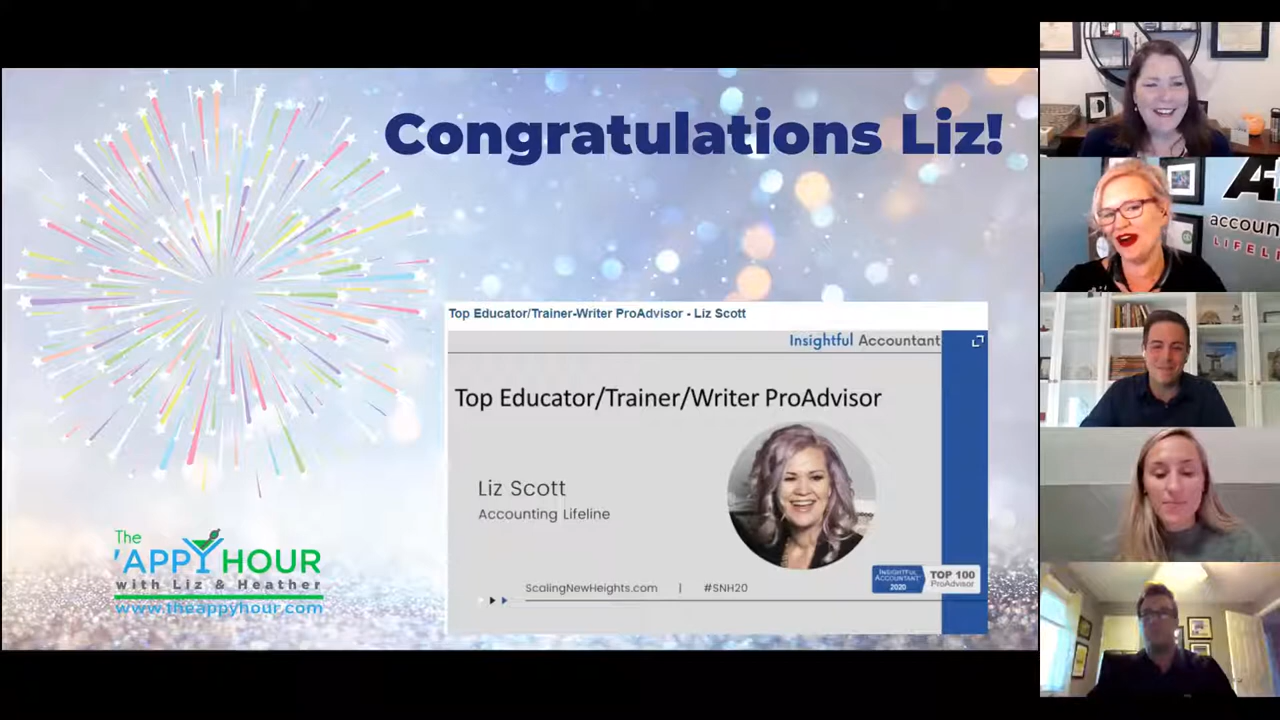 Congratulations Liz!
Top Educator/Trainer-Writer ProAdvisor - Liz Scott
Insightful Accountant
Top Educator/Trainer/Writer ProAdvisor
Liz Scott
Accounting Lifeline
ScalingNewHeights.com | #SNH20
INSIGHTFUL
ACCOUNTANT
2020
TOP 100
ProAdvisor
The
'APPY HOUR
with Liz & Heather
www.theappyhour.com
A
accoun
LIFEL